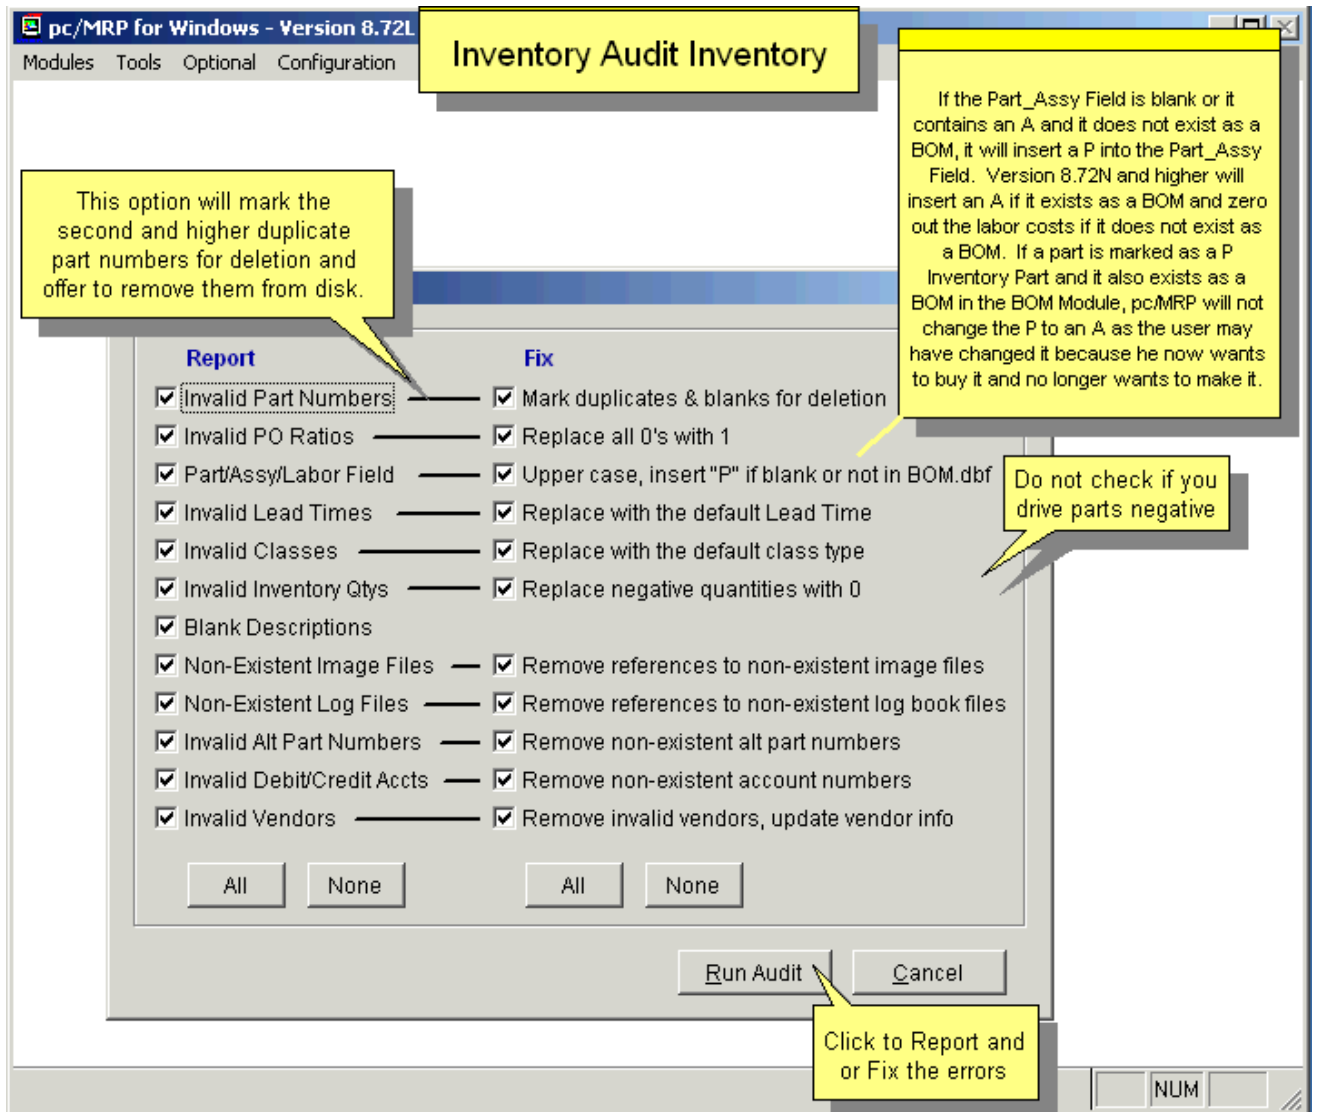 pc/MRP for Windows - Version 8.72L
Modules Tools Optional Configuration
Inventory Audit Inventory
If the Part_Assy Field is blank or it
contains an A and it does not exist as a
BOM, it will insert a P into the Part_Assy
Field. Version 8.72N and higher will
insert an A if it exists as a BOM and zero
out the labor costs if it does not exist as
a BOM. If a part is marked as a P
Inventory Part and it also exists as a
BOM in the BOM Module, pc/MRP will not
change the P to an A as the user may
have changed it because he now wants
to buy it and no longer wants to make it.
This option will mark the
second and higher duplicate
part numbers for deletion and
offer to remove them from disk.
Report Fix
Invalid Part Numbers Mark duplicates & blanks for deletion
Invalid PO Ratios Replace all 0's with 1
Part/Assy/Labor Field Upper case, insert "P" if blank or not in BOM.dbf
Do not check if you
drive parts negative
Invalid Lead Times Replace with the default Lead Time
Invalid Classes Replace with the default class type
Invalid Inventory Qtys Replace negative quantities with 0
Blank Descriptions
Non-Existent Image Files Remove references to non-existent image files
Non-Existent Log Files Remove references to non-existent log book files
Invalid Alt Part Numbers Remove non-existent alt part numbers
Invalid Debit/Credit Accts Remove non-existent account numbers
Invalid Vendors Remove invalid vendors, update vendor info
All None All None
Run Audit Cancel
Click to Report and
or Fix the errors
NUM